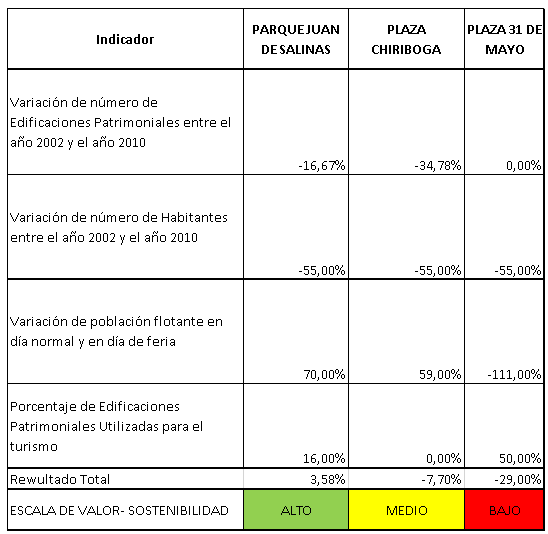 Indicador
PARQUE JUAN DE SALINAS
PLAZA CHIRIBOGA
PLAZA 31 DE MAYO
Variación de número de
Edificaciones Patrimoniales entre el
año 2002 y el año 2010
-16,67%
-34,78%
0,00%
Variación de número de Habitantes
entre el año 2002 y el año 2010
-55,00%
-55,00%
-55,00%
Variación de población flotante en
día normal y en día de feria
70,00%
59,00%
-111,00%
Porcentaje de Edificaciones
Patrimoniales Utilizadas para el
turismo
16,00%
0,00%
50,00%
Rewultado Total
3,58%
-7,70%
-29,00%
ESCALA DE VALOR- SOSTENIBILIDAD
ALTO
MEDIO
BAJO